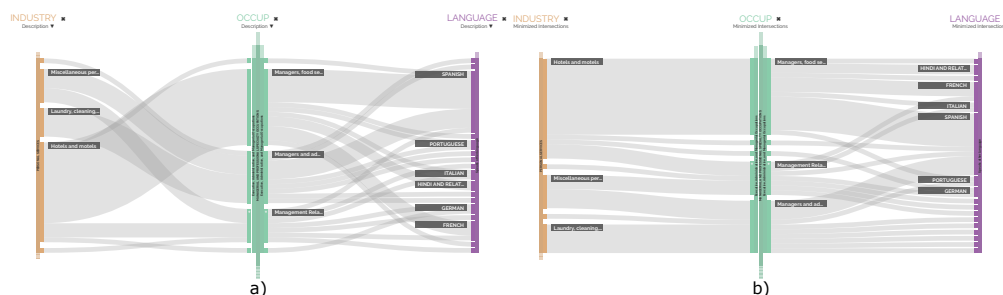 INDUSTRY ✖
Description ▼
OCCUP ✖
Description ▼
LANGUAGE ✖
Description ▼
Miscellaneous per...
Laundry, cleaning...
Hotels and motels
Managers, food se...
Managers and ad...
Management Rela...
SPANISH
PORTUGUESE
ITALIAN
HINDI AND RELAT...
GERMAN
FRENCH
a)
INDUSTRY ✖
Minimized Intersections
OCCUP ✖
Minimized Intersections
LANGUAGE
Minimized Intersection
Hotels and motels
Miscellaneous per...
Laundry, cleaning...
Managers, food se...
Management Rela...
Managers and ad...
HINDI AND RELAT...
FRENCH
ITALIAN
SPANISH
PORTUGUESE
GERMAN
b)